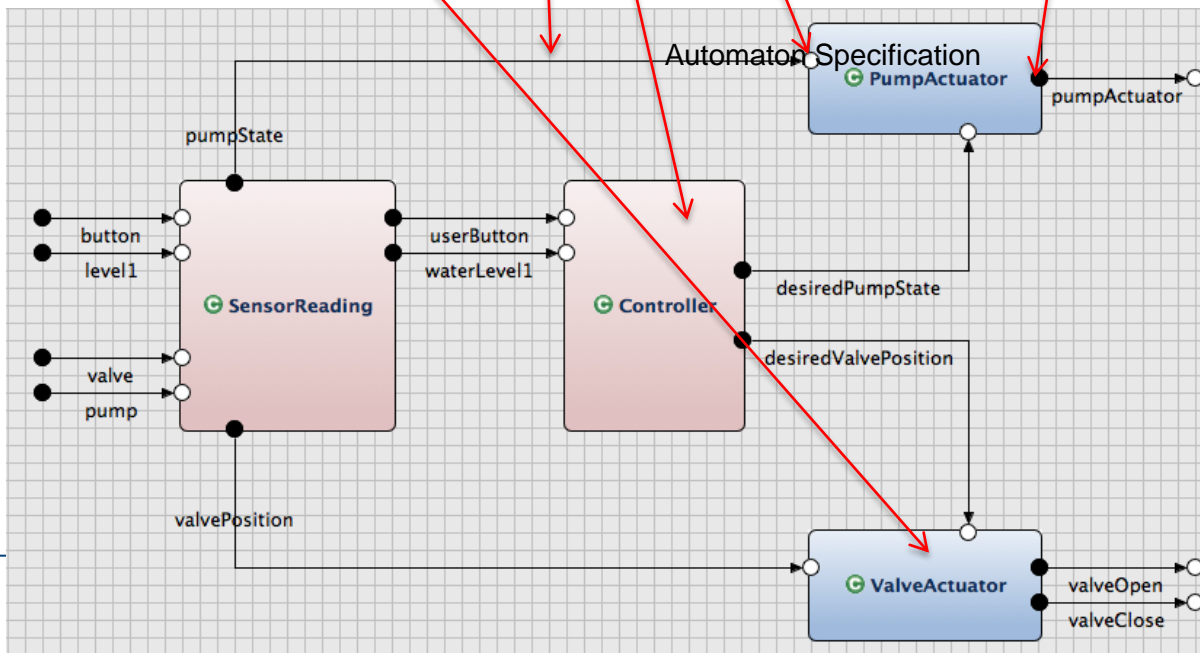 Automaton Specification
PumpActuator
pumpActuator
pumpState
button
level1
userButton
waterLevel1
desiredPumpState
SensorReading
Controller
desiredValvePosition
valve
pump
valvePosition
ValveActuator
valveOpen
valveClose